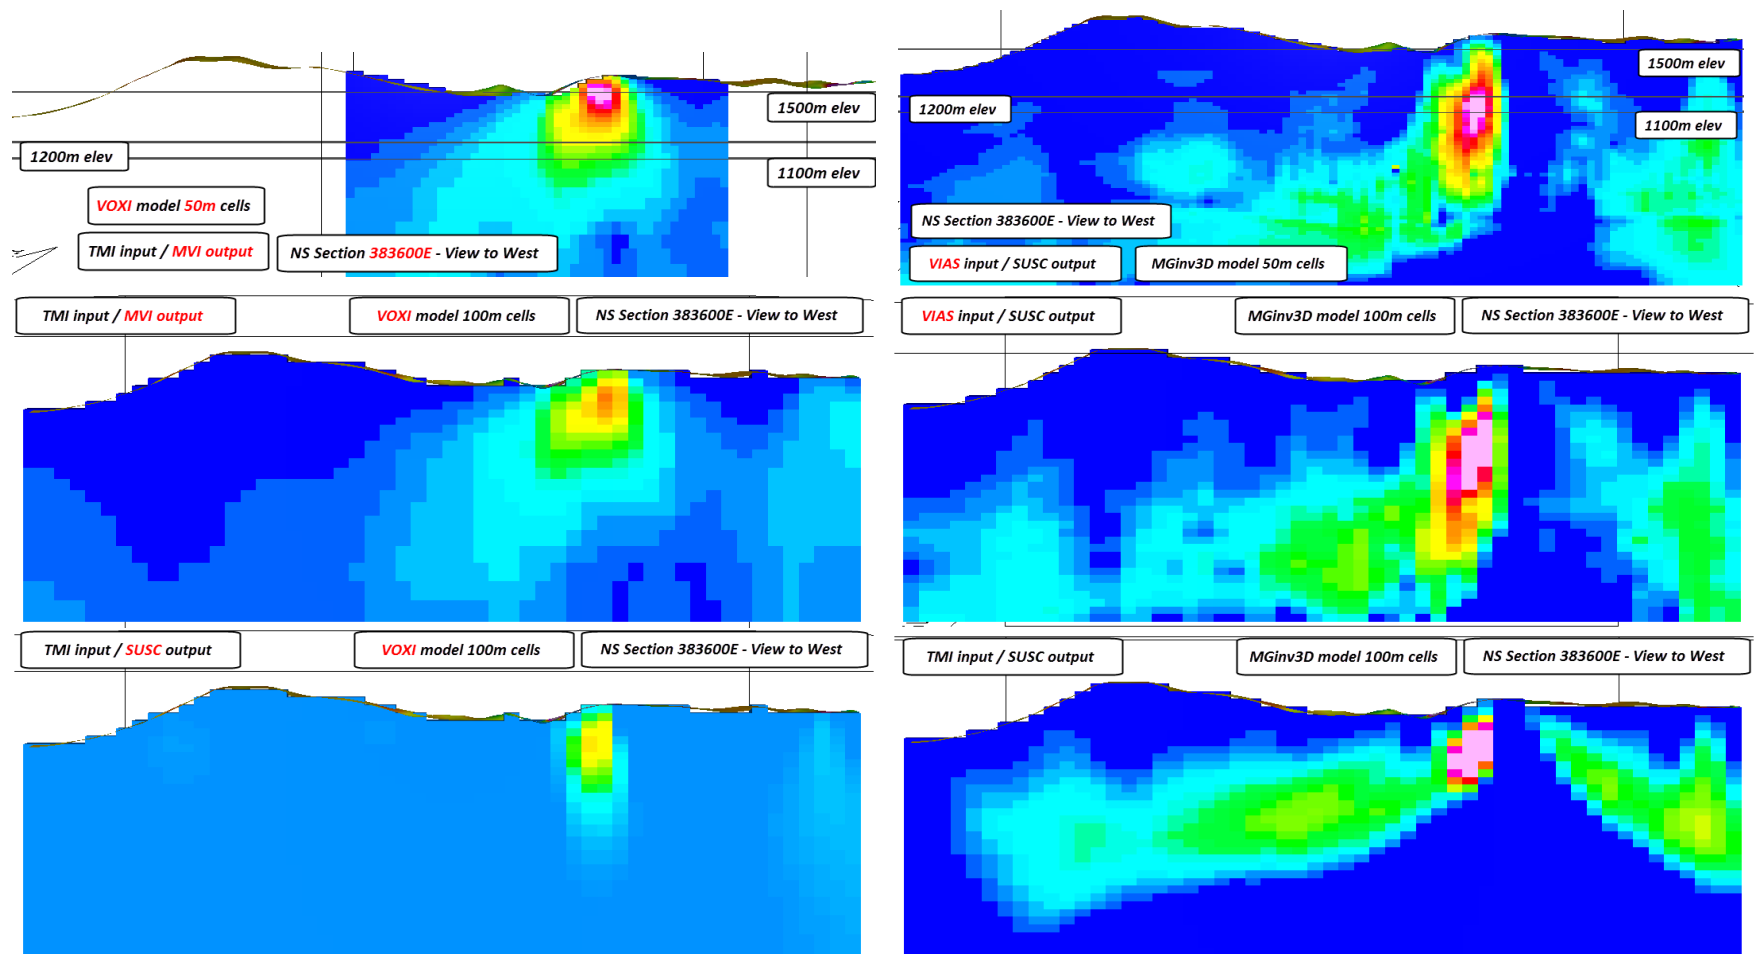 1500m elev
1200m elev
1100m elev
VOXI model 50m cells
TMI input / MVI output
NS Section 383600E - View to West
1500m elev
1200m elev
1100m elev
NS Section 383600E - View to West
VIAS input / SUSC output
MGinv3D model 50m cells
TMI input / MVI output
VOXI model 100m cells
NS Section 383600E - View to West
VIAS input / SUSC output
MGinv3D model 100m cells
NS Section 383600E - View to West
TMI input / SUSC output
VOXI model 100m cells
NS Section 383600E - View to West
TMI input / SUSC output
MGinv3D model 100m cells
NS Section 383600E - View to West